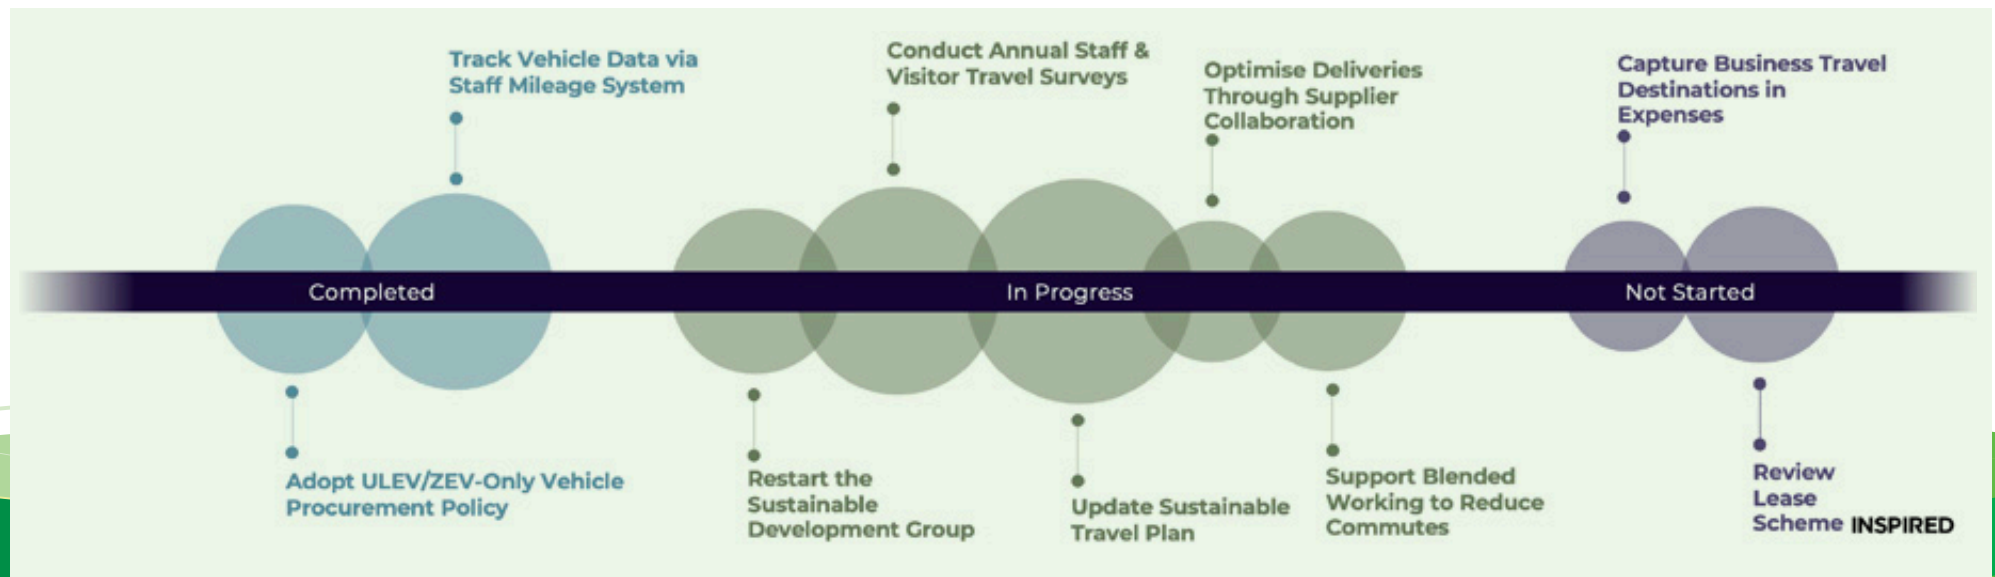 Track Vehicle Data via
Staff Mileage System
Conduct Annual Staff &
Visitor Travel Surveys
Optimise Deliveries
Through Supplier
Collaboration
Capture Business Travel
Destinations in
Expenses
Completed
In Progress
Not Started
Adopt ULEV/ZEV-Only Vehicle
Procurement Policy
Restart the
Sustainable
Development Group
Update Sustainable
Travel Plan
Support Blended
Working to Reduce
Commutes
Review
Lease
Scheme
INSPIRED